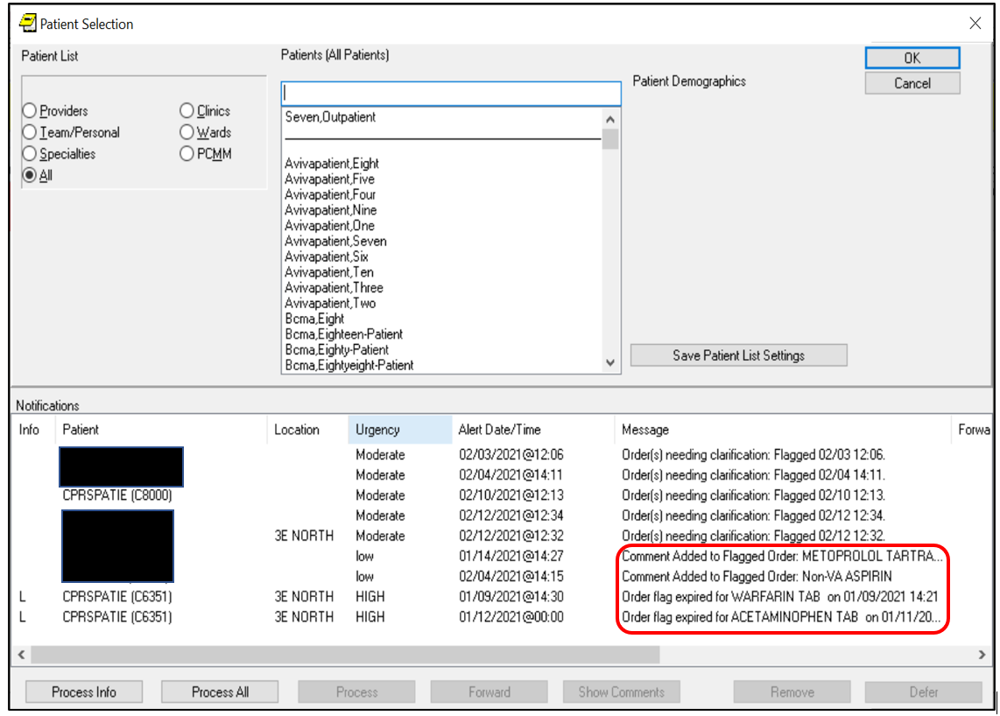 Patient Selection
Patient List
Patients (All Patients)
OK
Patient Demographics
Cancel
Providers
Clinics
Team/Personal
Wards
Specialties
PCMM
All
Seven,Outpatient
Avivapatient,Eight
Avivapatient,Five
Avivapatient,Four
Avivapatient,Nine
Avivapatient,One
Avivapatient,Seven
Avivapatient,Six
Avivapatient,Ten
Avivapatient,Three
Avivapatient,Two
Bcma,Eight
Bcma,Eighteen-Patient
Bcma,Eighty-Patient
Bcma,Eightyeight-Patient
Save Patient List Settings
Notifications
Info Patient Location Urgency Alert Date/Time Message Forwa
Moderate 02/03/2021@12:06 Order(s) needing clarification: Flagged 02/03 12:06.
Moderate 02/04/2021@14:11 Order(s) needing clarification: Flagged 02/04 14:11.
CPRSPATIE (C8000) Moderate 02/10/2021@12:13 Order(s) needing clarification: Flagged 02/10 12:13.
Moderate 02/12/2021@12:34 Order(s) needing clarification: Flagged 02/12 12:34.
3E NORTH Moderate 02/12/2021@12:32 Order(s) needing clarification: Flagged 02/12 12:32.
low 01/14/2021@14:27 Comment Added to Flagged Order: METOPROLOL TARTRA...
low 02/04/2021@14:15 Comment Added to Flagged Order: Non-VA ASPIRIN
L CPRSPATIE (C6351) 3E NORTH HIGH 01/09/2021@14:30 Order flag expired for WARFARIN TAB on 01/09/2021 14:21
L CPRSPATIE (C6351) 3E NORTH HIGH 01/12/2021@00:00 Order flag expired for ACETAMINOPHEN TAB on 01/11/20...
Process Info
Process All
Process
Forward
Show Comments
Remove
Defer